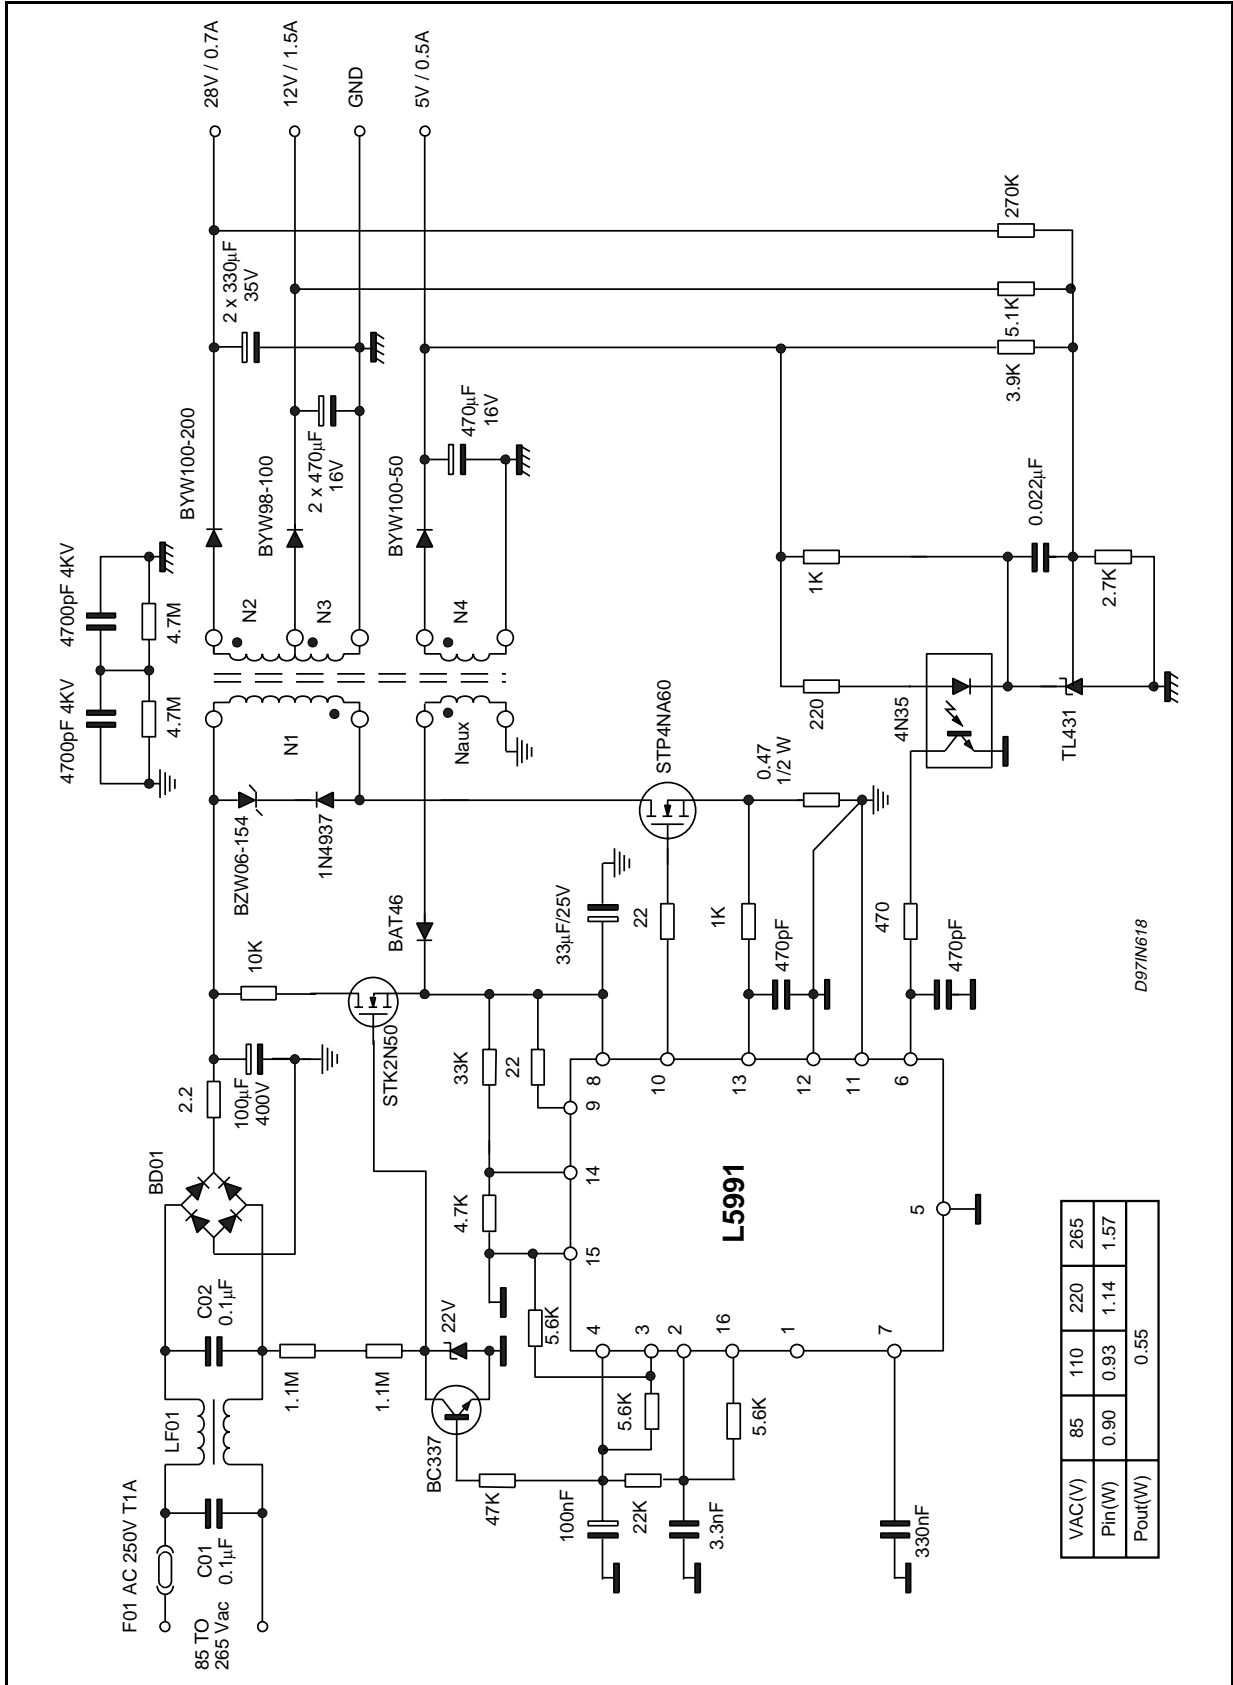 F01 AC 250V T1A
85 TO
265 Vac
C01
0.1µF
LF01
C02
0.1µF
BD01
2.2
100µF
400V
10K
STK2N50
BZW06-154
1N4937
4700pF 4KV
4700pF 4KV
4.7M
4.7M
N1
N2
N3
Naux
N4
BYW100-200
BYW98-100
BYW100-50
2 x 330µF
35V
2 x 470µF
16V
470µF
16V
28V / 0.7A
12V / 1.5A
GND
5V / 0.5A
1.1M
1.1M
BC337
22V
47K
BAT46
33K
22
4.7K
5.6K
33µF/25V
22
STP4NA60
1K
0.47
1/2 W
470pF
470
470pF
4N35
220
1K
0.022µF
TL431
2.7K
3.9K
5.1K
270K
100nF
22K
5.6K
3.3nF
5.6K
330nF
L5991
4
3
2
16
1
7
15
14
9
8
10
13
12
11
6
5
VAC(V) 85 110 220 265
Pin(W) 0.90 0.93 1.14 1.57
Pout(W) 0.55
D97IN618